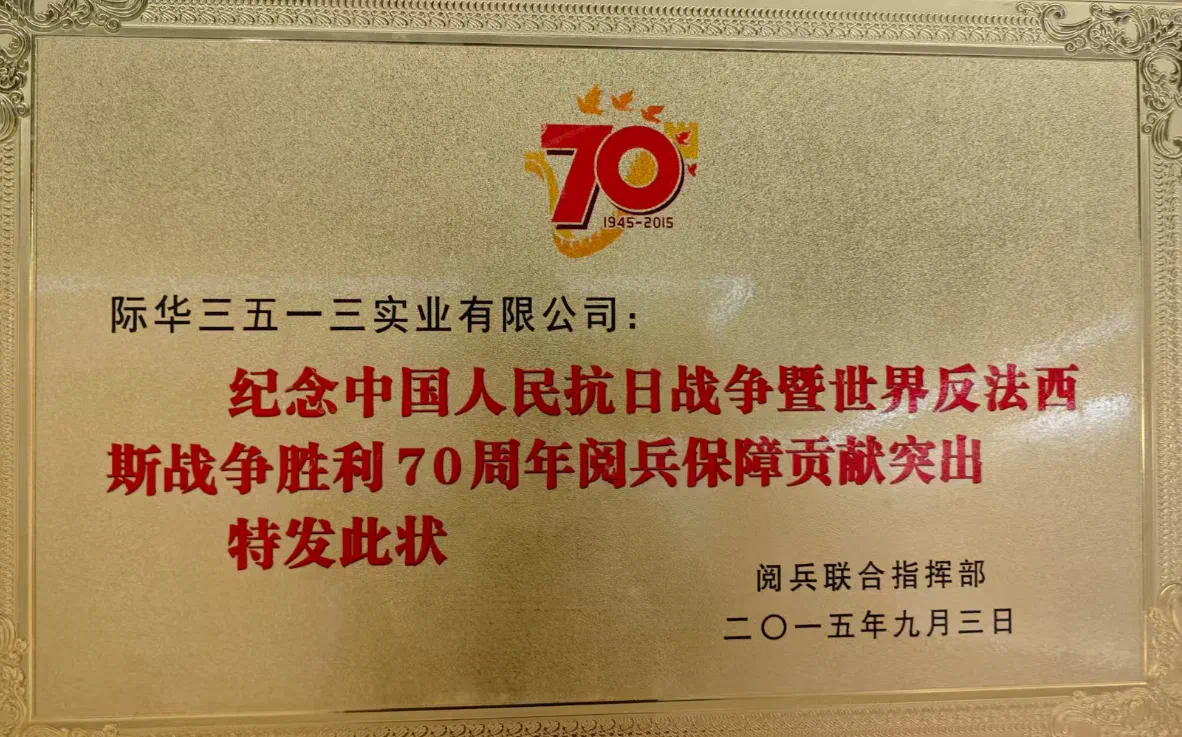 70
1945-2015
际华三五一三实业有限公司：
纪念中国人民抗日战争暨世界反法西
斯战争胜利70周年阅兵保障贡献突出
特发此状
阅兵联合指挥部
二〇一五年九月三日